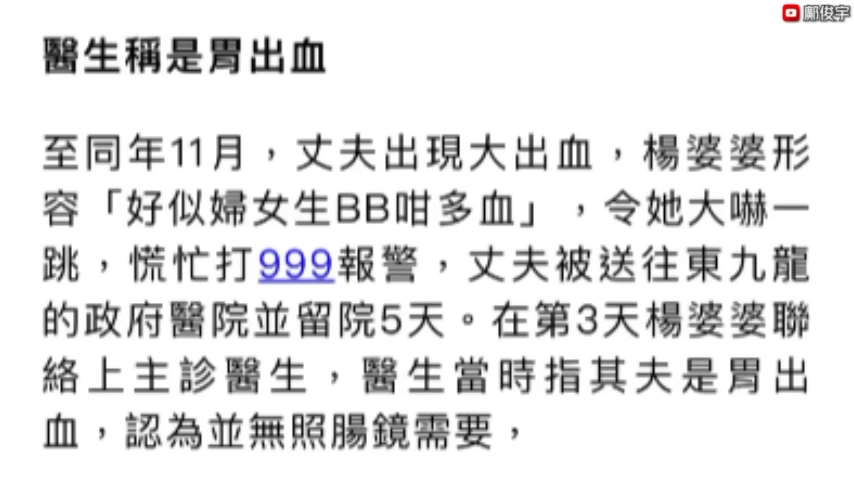 鄺俊宇
醫生稱是胃出血
至同年11月，丈夫出現大出血，楊婆婆形
容「好似婦女生BB咁多血」，令她大嚇一
跳，慌忙打999報警，丈夫被送往東九龍
的政府醫院並留院5天。在第3天楊婆婆聯
絡上主診醫生，醫生當時指其夫是胃出
血，認為並無照腸鏡需要，